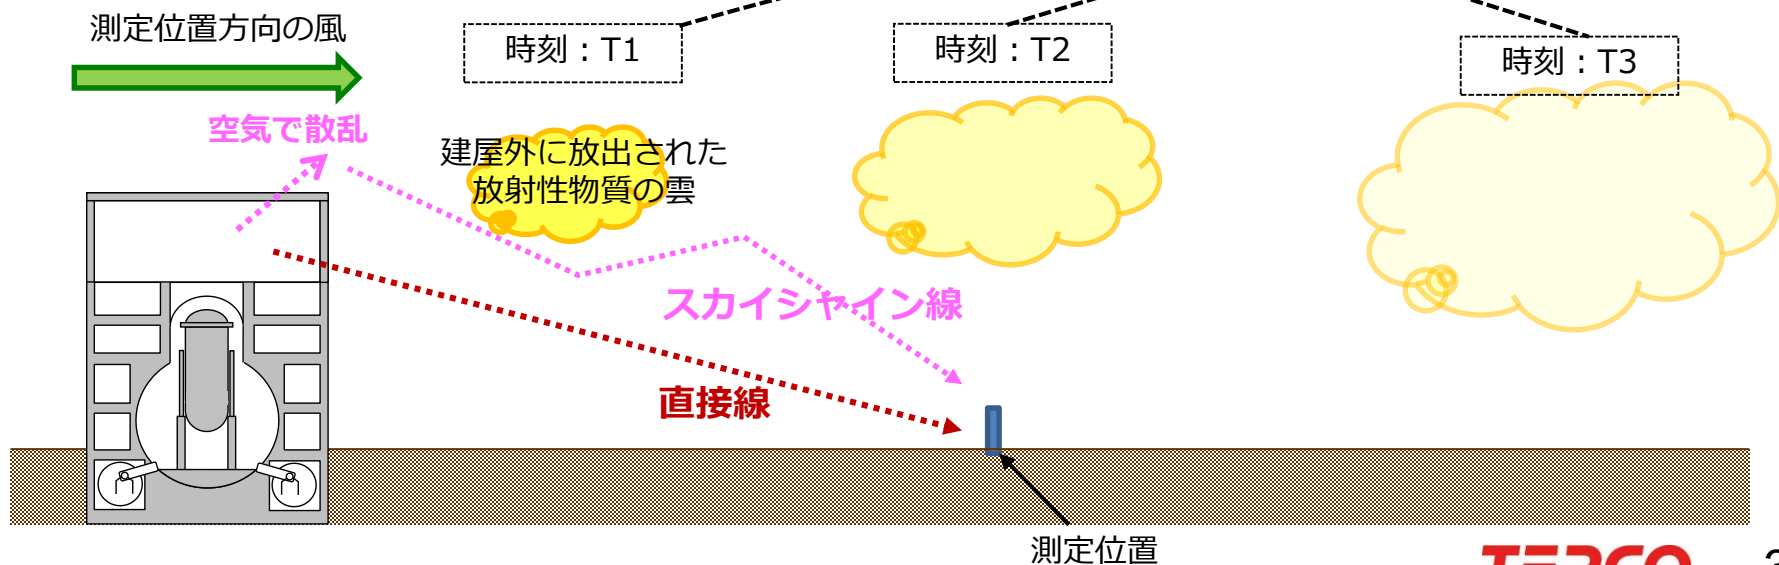 測定位置方向の風
時刻：T1
時刻：T2
時刻：T3
空気で散乱
建屋外に放出された
放射性物質の雲
スカイシャイン線
直接線
測定位置
TEPCO